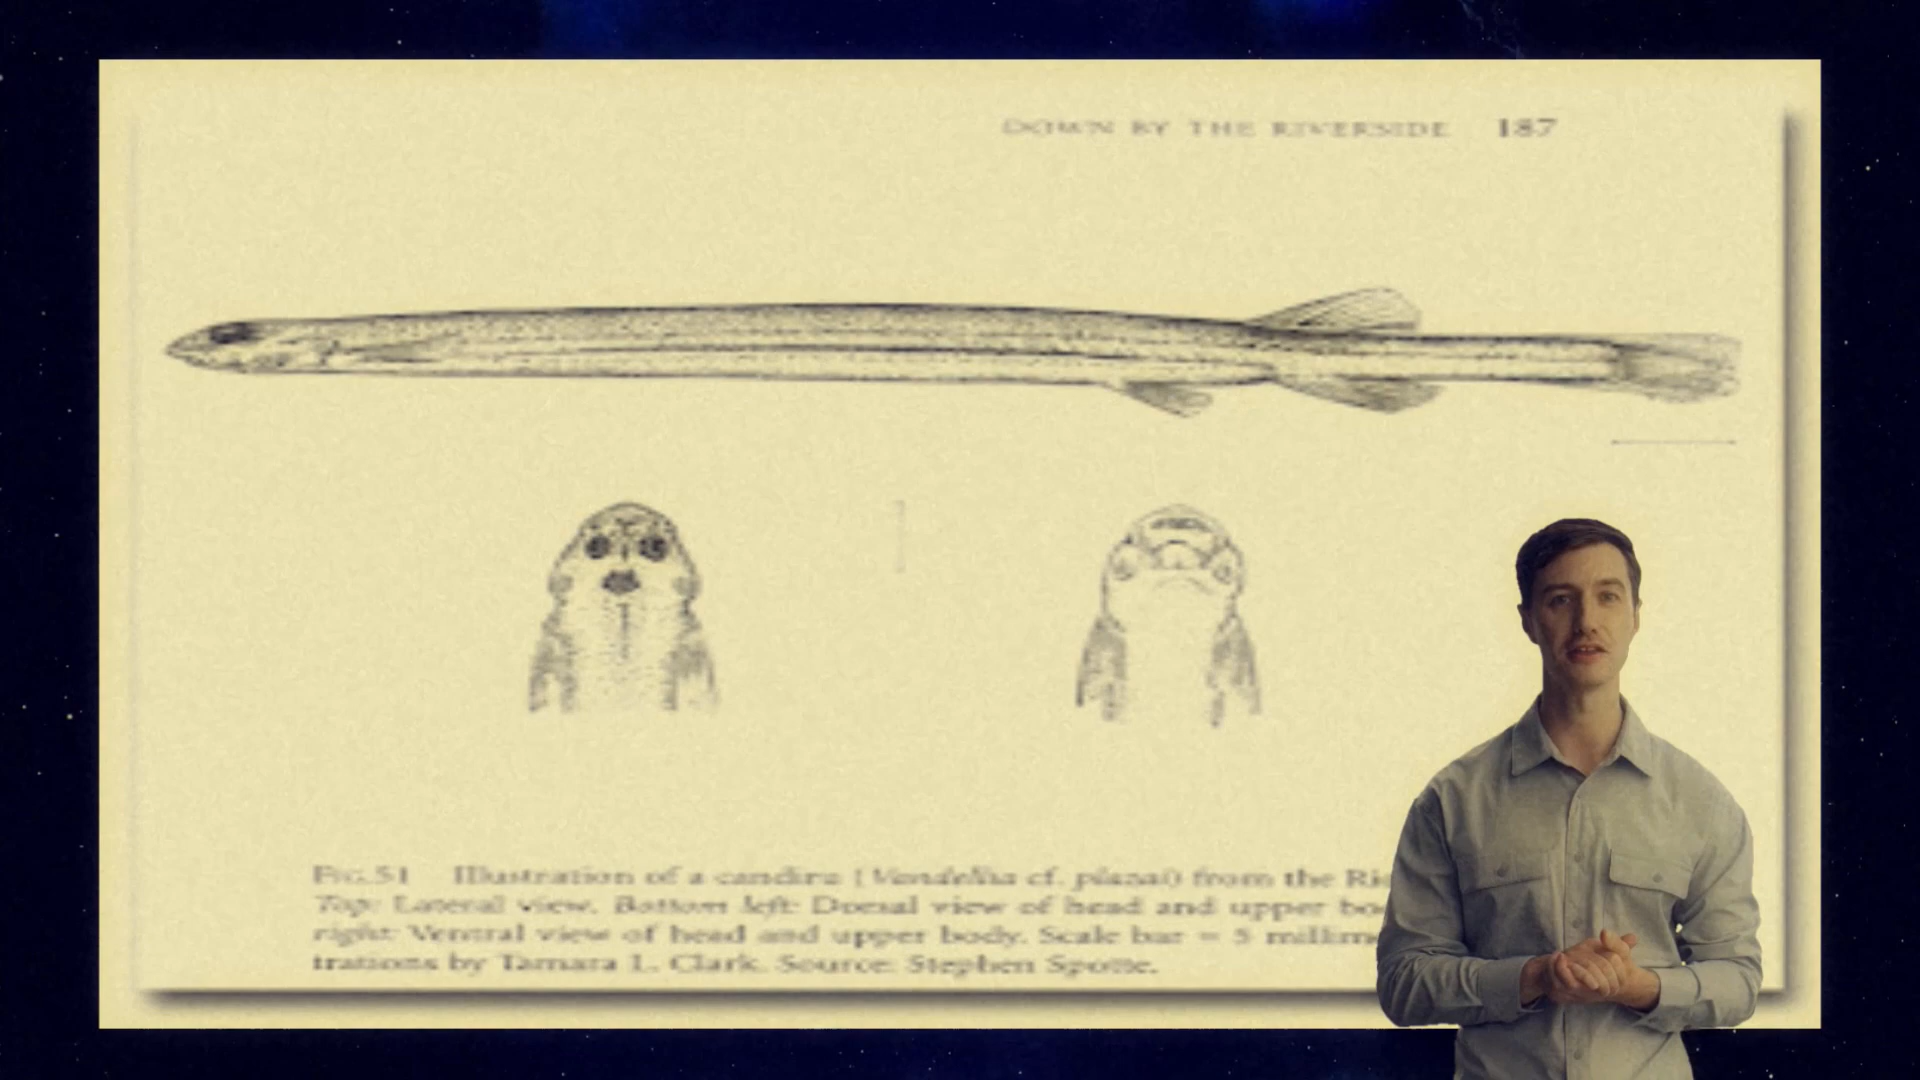 DOWN BY THE RIVERSIDE 187
FIG.51 Illustration of a candiru (Vandellia cf. plazai) from the
Top: Lateral view. Bottom left: Dorsal view of head and upper
right: Ventral view of head and upper body. Scale bar = 5
trations by Tamara L. Clark. Source: Stephen Spotte.